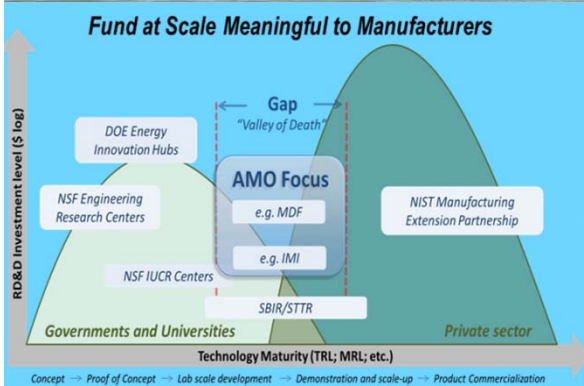 Fund at Scale Meaningful to Manufacturers
RD&D Investment level ($ log)
Gap
"Valley of Death"
DOE Energy
Innovation Hubs
AMO Focus
NSF Engineering
Research Centers
e.g. MDF
NIST Manufacturing
Extension Partnership
e.g. IMI
NSF IUCR Centers
SBIR/STTR
Governments and Universities
Private sector
Technology Maturity (TRL; MRL; etc.)
Concept → Proof of Concept → Lab scale development → Demonstration and scale-up → Product Commercialization